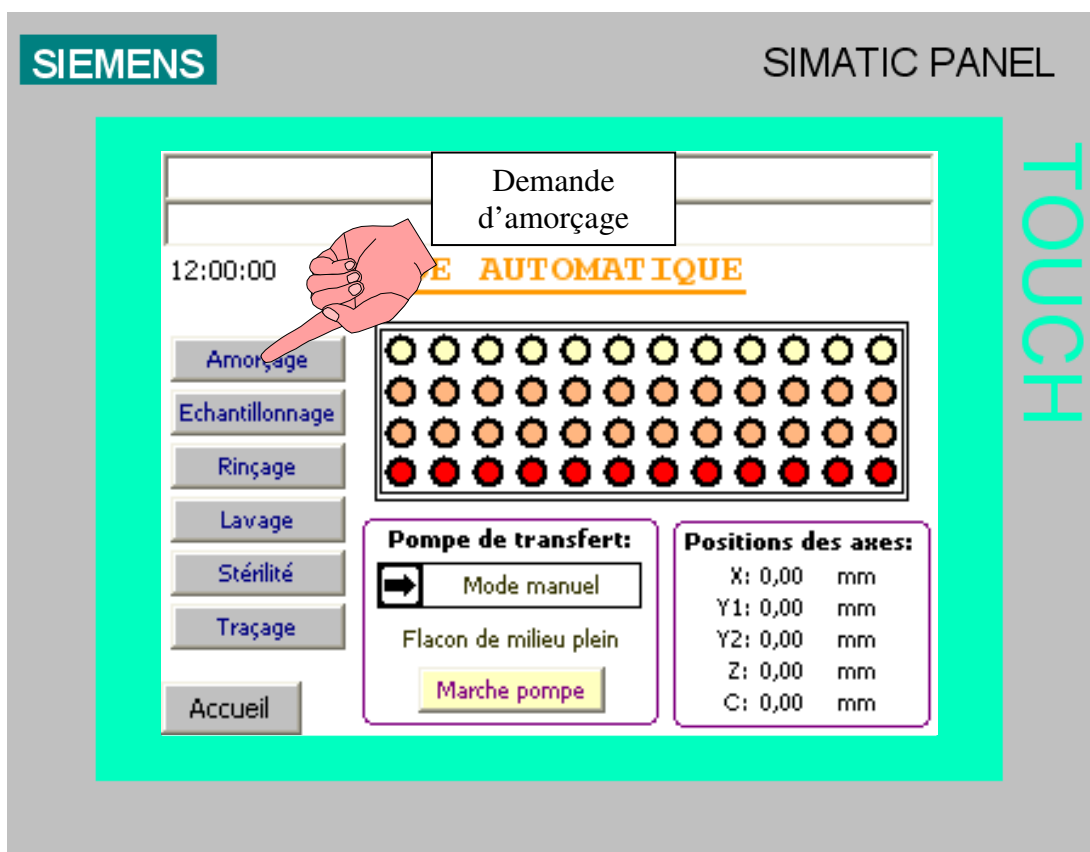 SIEMENS
SIMATIC PANEL
TOUCH
Demande
d'amorçage
12:00:00
E AUTOMATIQUE
Amorçage
Echantillonnage
Rinçage
Lavage
Stérilité
Traçage
Accueil
Pompe de transfert:
Mode manuel
Flacon de milieu plein
Marche pompe
Positions des axes:
X: 0,00 mm
Y1: 0,00 mm
Y2: 0,00 mm
Z: 0,00 mm
C: 0,00 mm